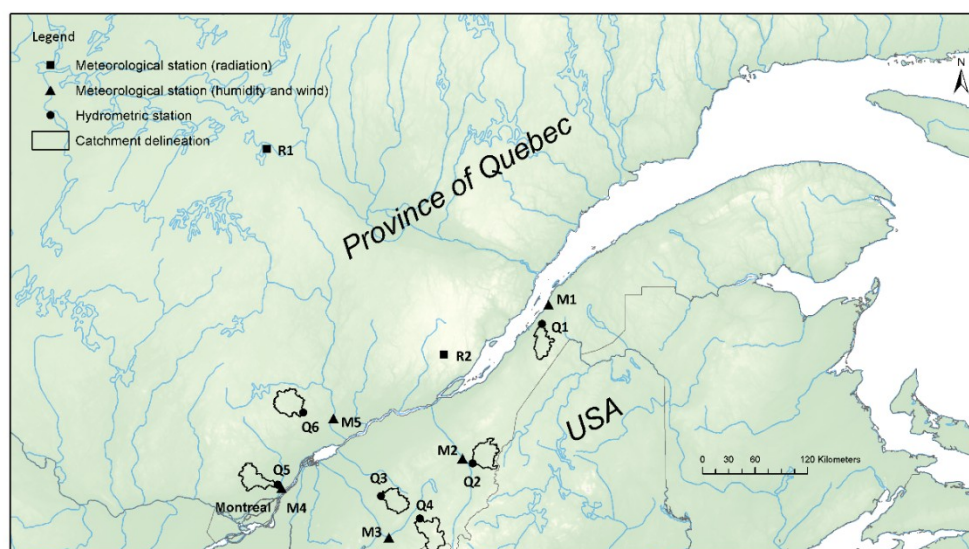 Legend
Meteorological station (radiation)
Meteorological station (humidity and wind)
Hydrometric station
Catchment delineation
N
R1
Province of Quebec
M1
Q1
R2
USA
M5
Q6
M2
Q2
0 30 60 120 Kilometers
Q5
Q3
Montréal
M4
Q4
M3